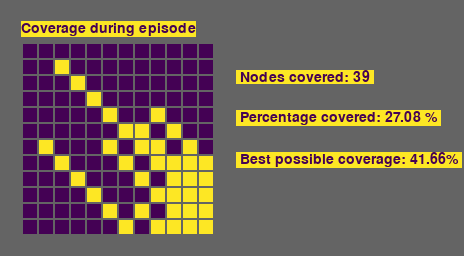 Coverage during episode
Nodes covered: 39
Percentage covered: 27.08 %
Best possible coverage: 41.66%